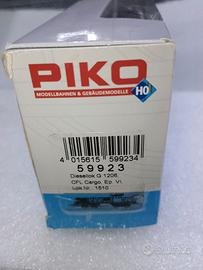 PIKO
MODELLBAHNEN & GEBÄUDEMODELLE
H0
4 015615 599234
59923
Diesellok G 1206,
CFL Cargo, Ep. VI,
Lok Nr.: 1510